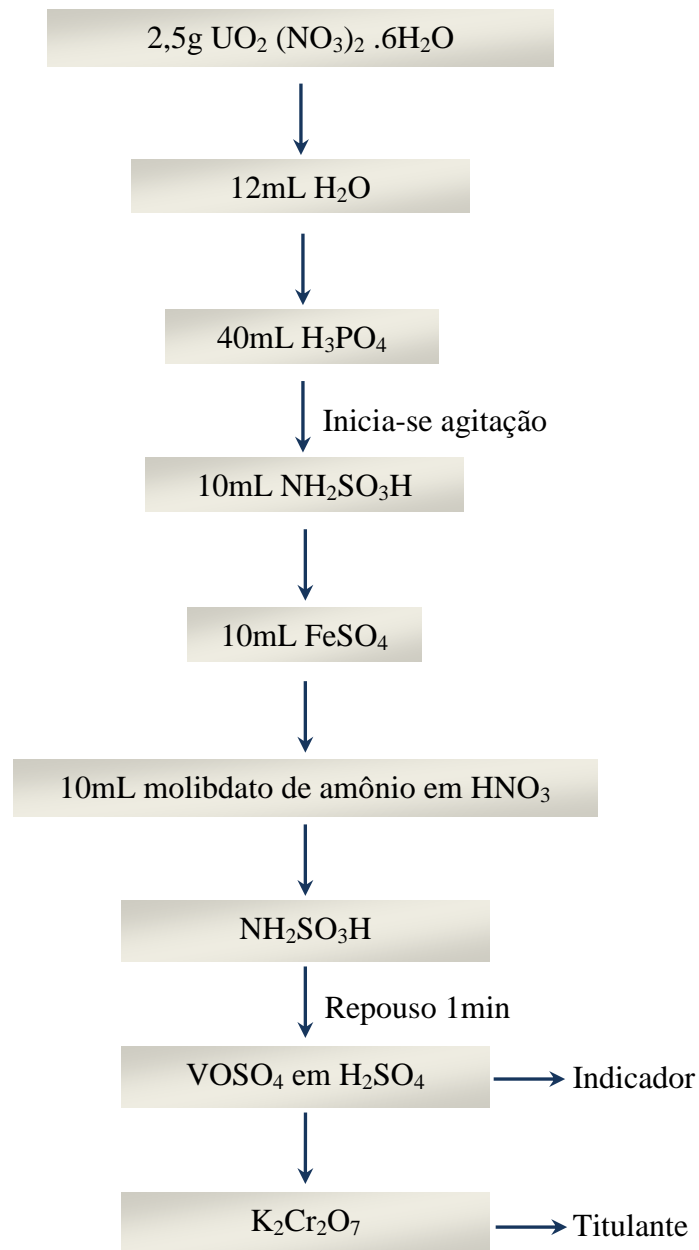 2,5g UO₂ (NO₃)₂ .6H₂O
12mL H₂O
40mL H₃PO₄
Inicia-se agitação
10mL NH₂SO₃H
10mL FeSO₄
10mL molibdato de amônio em HNO₃
NH₂SO₃H
Repouso 1min
VOSO₄ em H₂SO₄
Indicador
K₂Cr₂O₇
Titulante